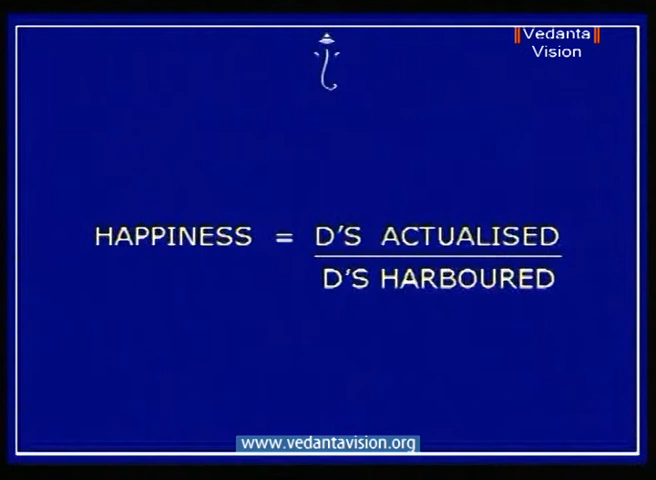 ‖Vedanta‖
Vision
HAPPINESS = D'S ACTUALISED
D'S HARBOURED
www.vedantavision.org